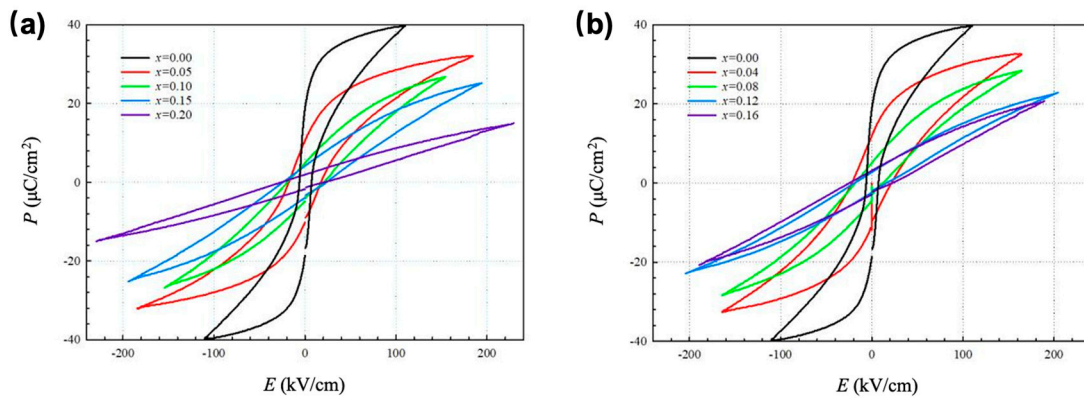 (a)
40
20
0
-20
-40
P (μC/cm²)
x=0.00
x=0.05
x=0.10
x=0.15
x=0.20
-200
-100
0
100
200
E (kV/cm)
(b)
40
20
0
-20
-40
P (μC/cm²)
x=0.00
x=0.04
x=0.08
x=0.12
x=0.16
-200
-100
0
100
200
E (kV/cm)